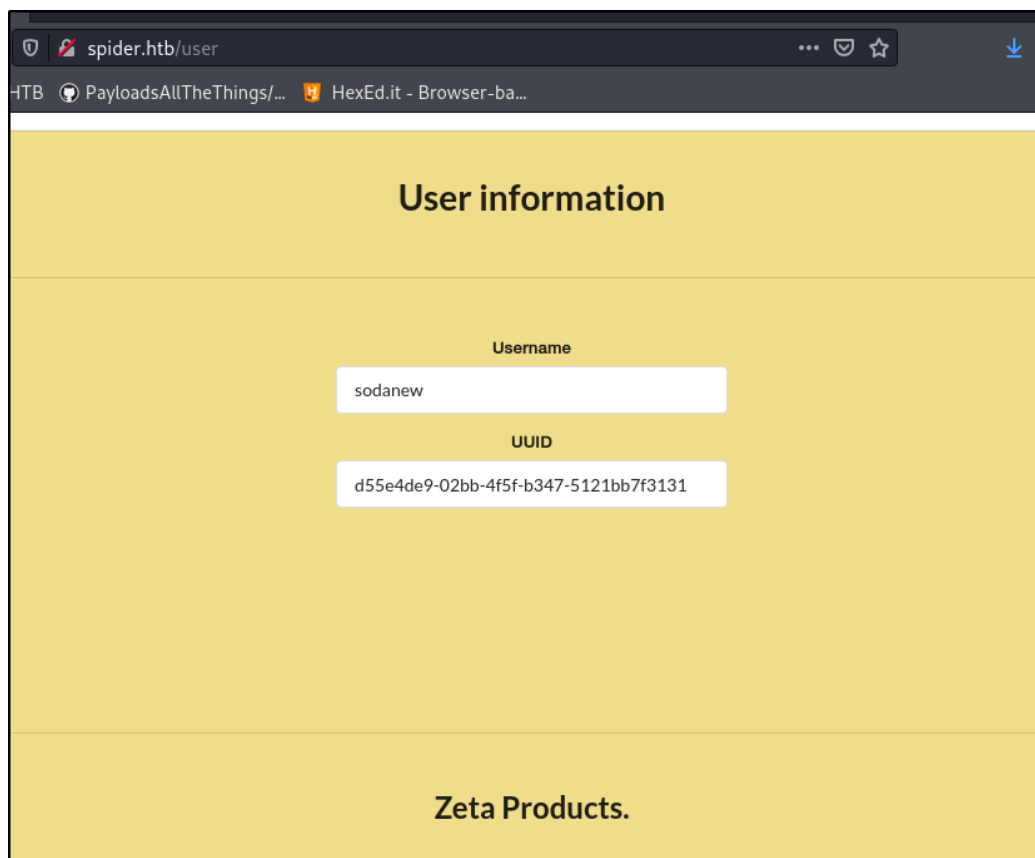 spider.htb/user
HTB PayloadsAllTheThings/... HexEd.it - Browser-ba...
User information
Username
sodanew
UUID
d55e4de9-02bb-4f5f-b347-5121bb7f3131
Zeta Products.